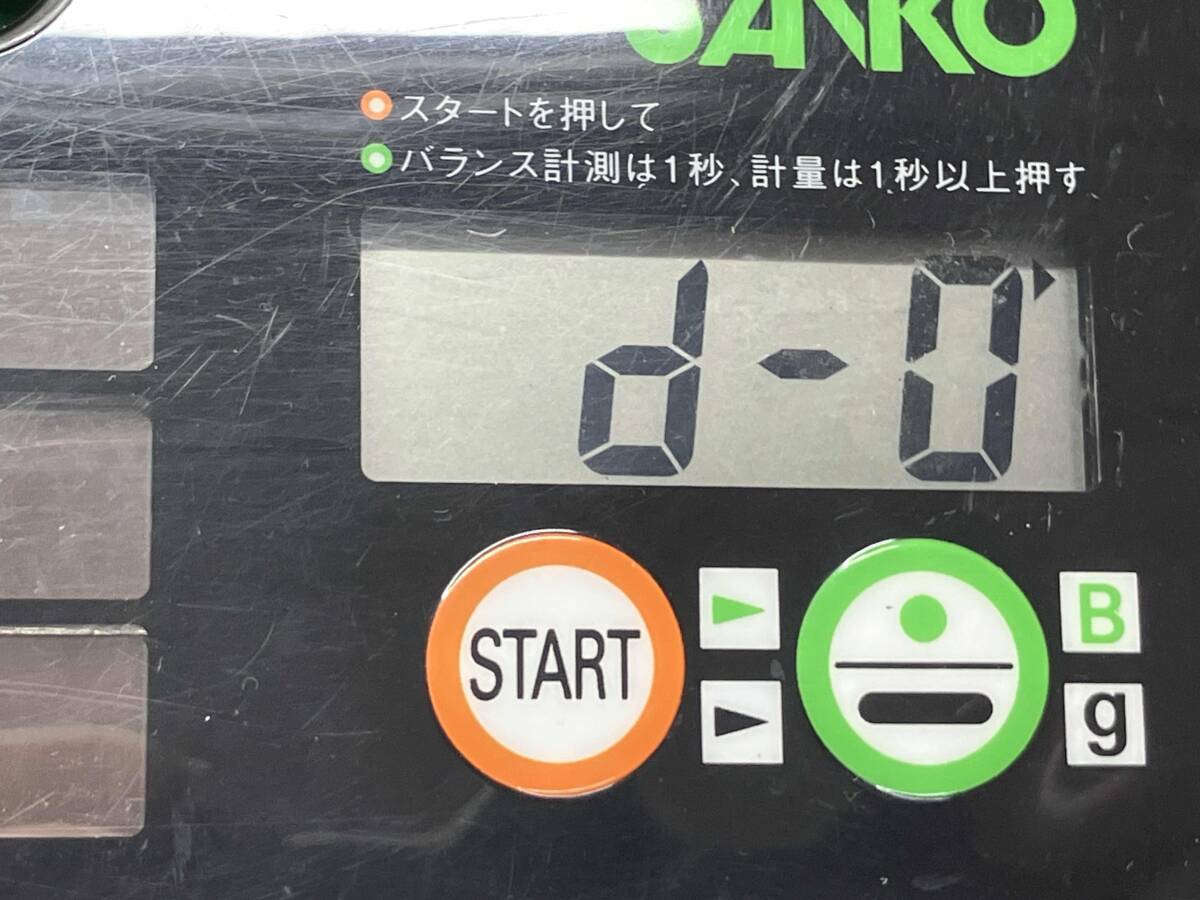 SANKO
スタートを押して
バランス計測は1秒、計量は1秒以上押す
d-0
START
B
g